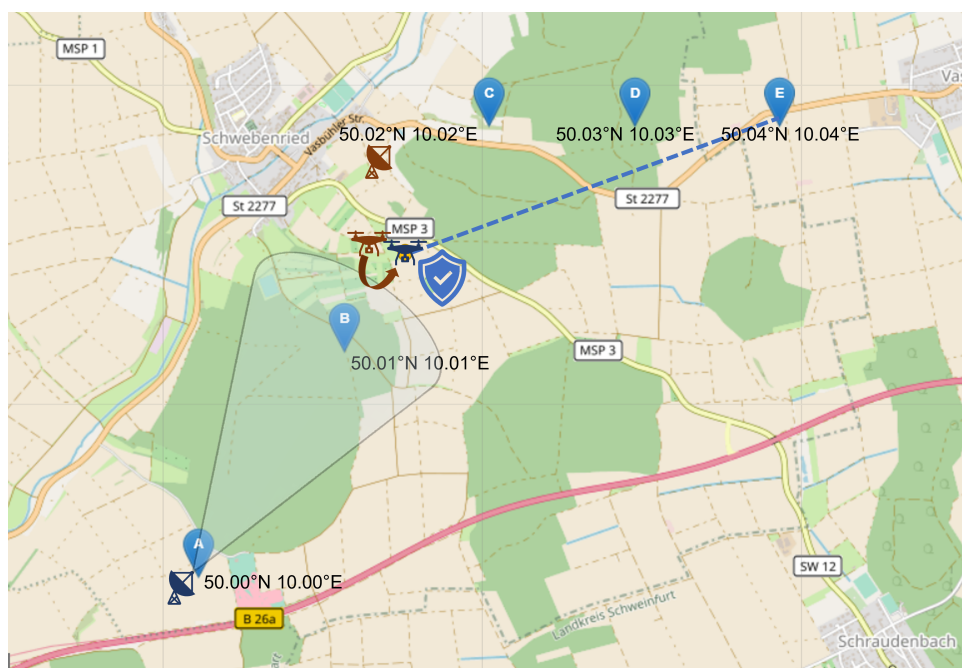 MSP 1
Vas
C
D
E
Schwebenried
Vasbühler Str.
50.02°N 10.02°E
50.03°N 10.03°E
50.04°N 10.04°E
St 2277
St 2277
MSP 3
B
MSP 3
50.01°N 10.01°E
A
50.00°N 10.00°E
SW 12
B 26a
Landkreis Schweinfurt
Schraudenbach